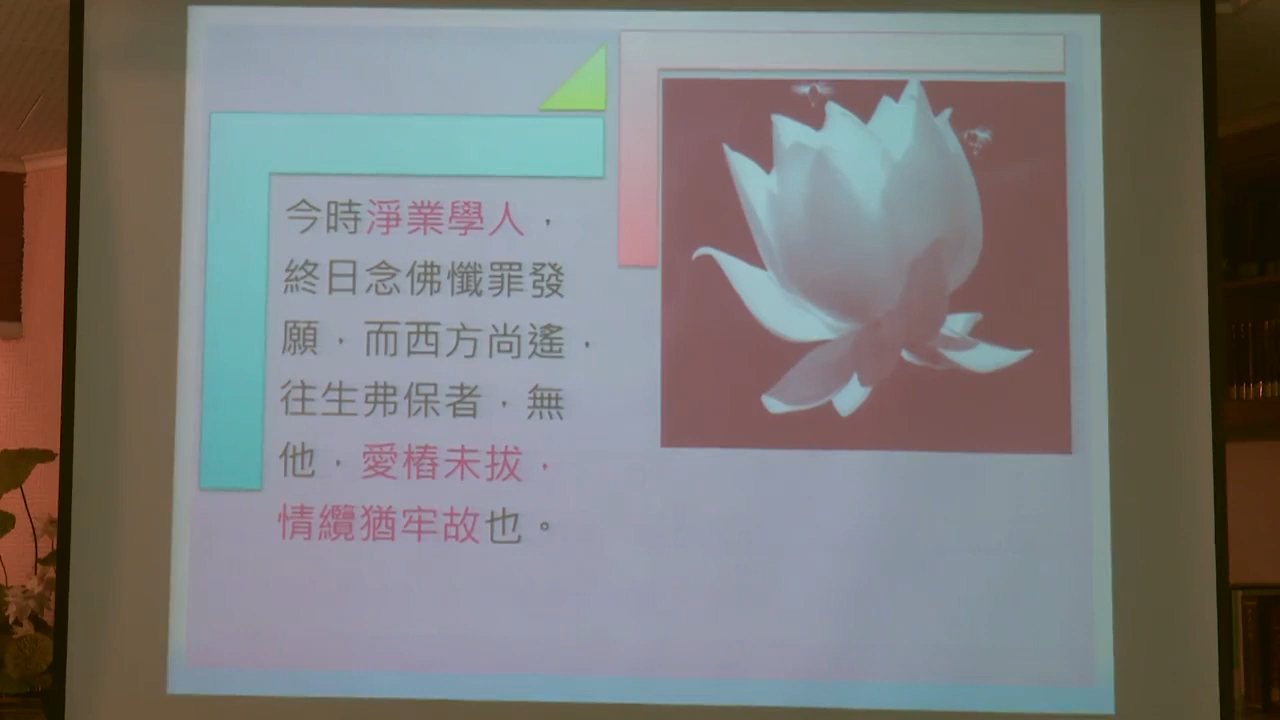 今時淨業學人，
終日念佛懺罪發
願，而西方尚遙，
往生弗保者，無
他，愛樁未拔，
情纜猶牢故也。